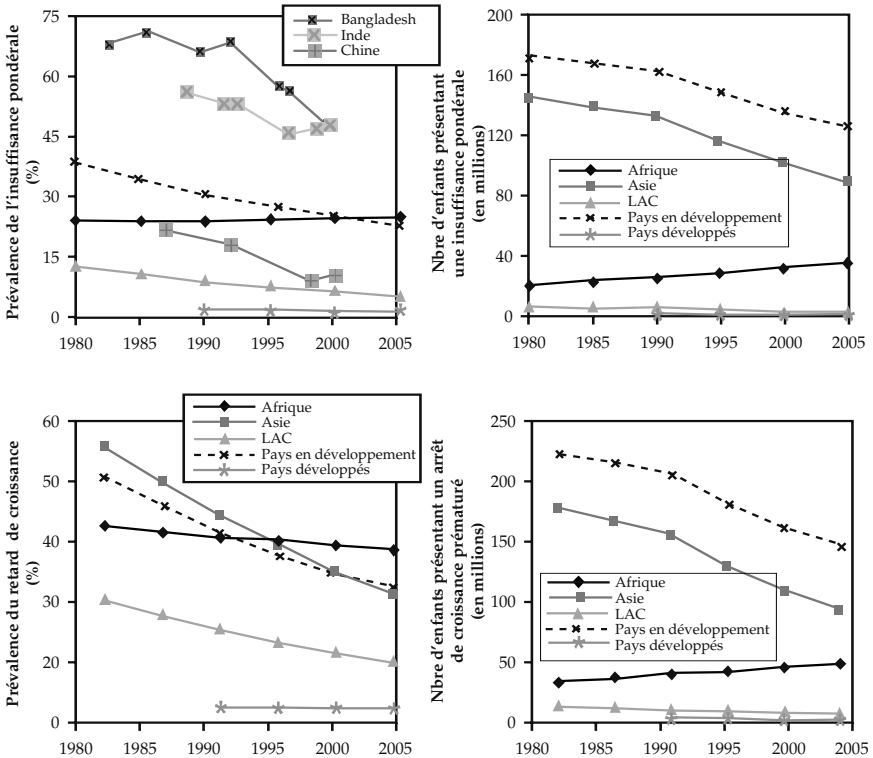 Prévalence de l'insuffisance pondérale
(%)
75
60
45
30
15
0
1980 1985 1990 1995 2000 2005
Bangladesh
Inde
Chine
Nbre d'enfants présentant
une insuffisance pondérale
(en millions)
200
160
120
80
40
0
1980 1985 1990 1995 2000 2005
Afrique
Asie
LAC
Pays en développement
Pays développés
Prévalence du retard de croissance
(%)
60
50
40
30
20
10
0
1980 1985 1990 1995 2000 2005
Afrique
Asie
LAC
Pays en développement
Pays développés
Nbre d'enfants présentant un arrêt
de croissance prématuré
(en millions)
250
200
150
100
50
0
1980 1985 1990 1995 2000 2005
Afrique
Asie
LAC
Pays en développement
Pays développés